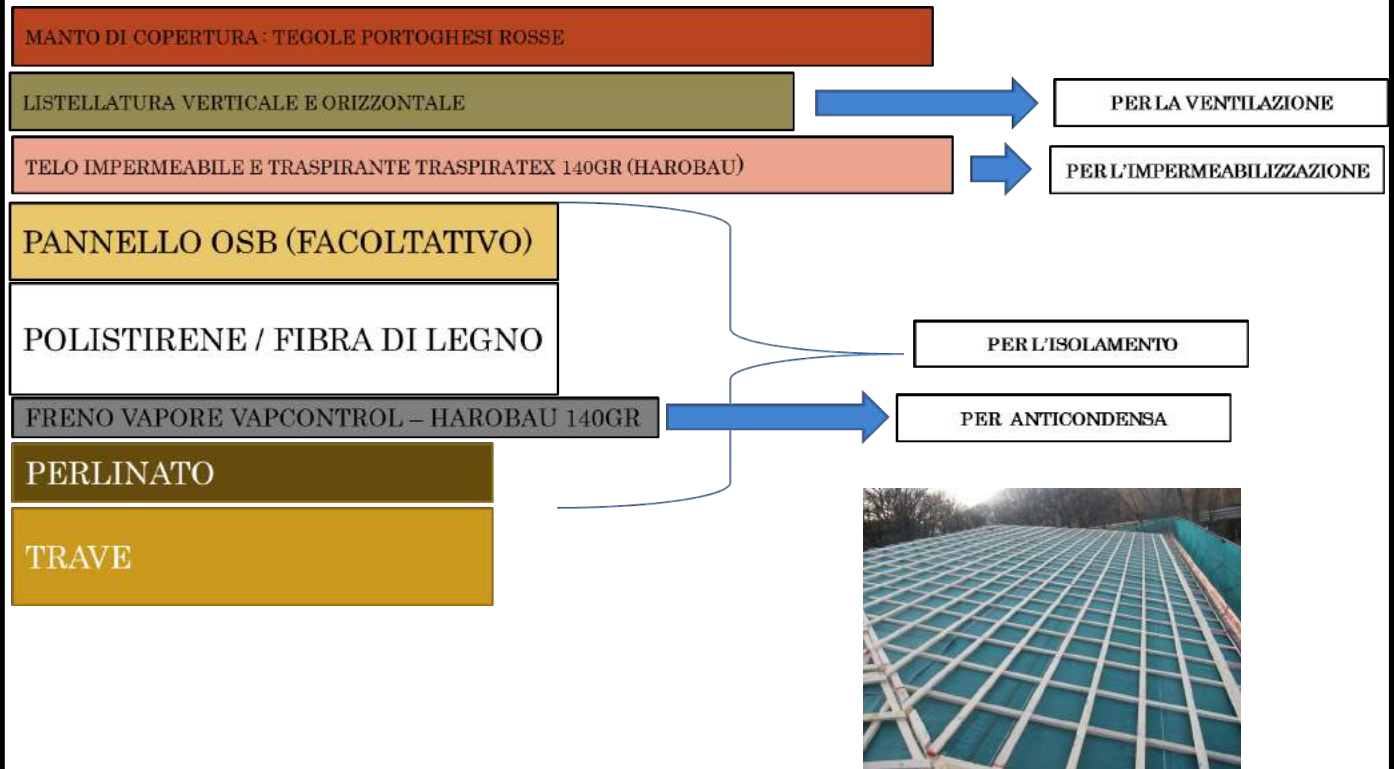 MANTO DI COPERTURA : TEGOLE PORTOGHESI ROSSE
LISTELLATURA VERTICALE E ORIZZONTALE
PER LA VENTILAZIONE
TELO IMPERMEABILE E TRASPIRANTE TRASPIRATEX 140GR (HAROBAU)
PER L'IMPERMEABILIZZAZIONE
PANNELLO OSB (FACOLTATIVO)
POLISTIRENE / FIBRA DI LEGNO
PER L'ISOLAMENTO
FRENO VAPORE VAPCONTROL – HAROBAU 140GR
PER ANTICONDENSA
PERLINATO
TRAVE